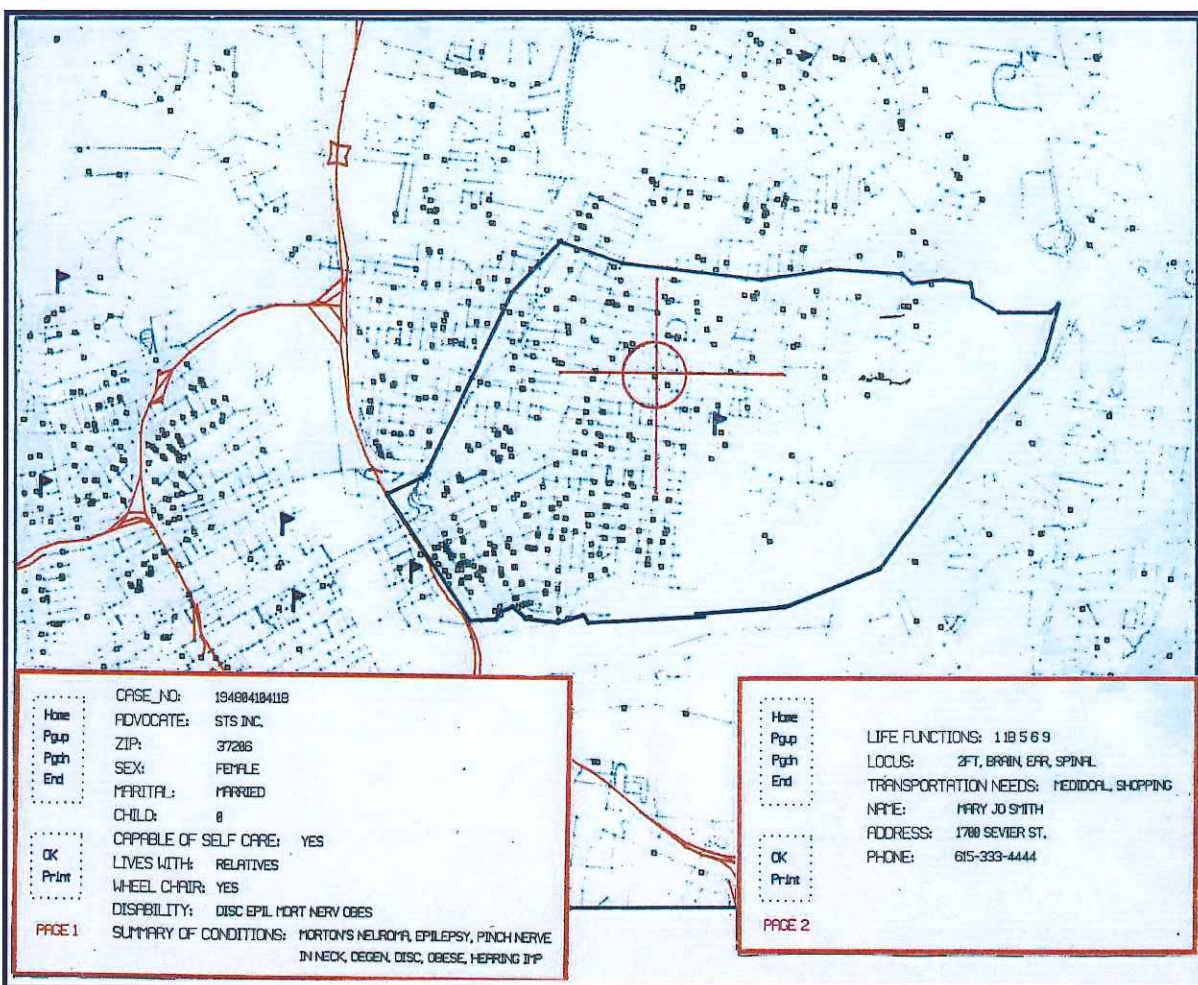 Home
Pgup
Pgdn
End
OK
Print
PAGE 1
CASE_NO: 194804104118
ADVOCATE: STS INC.
ZIP: 37206
SEX: FEMALE
MARITAL: MARRIED
CHILD: 0
CAPABLE OF SELF CARE: YES
LIVES WITH: RELATIVES
WHEEL CHAIR: YES
DISABILITY: DISC EPIL MORT NERV OBES
SUMMARY OF CONDITIONS: MORTON'S NEUROMA, EPILEPSY, PINCH NERVE
IN NECK, DEGEN. DISC, OBESE, HEARING IMP
Home
Pgup
Pgdn
End
OK
Print
PAGE 2
LIFE FUNCTIONS: 11B 5 6 9
LOCUS: 2FT, BRAIN, EAR, SPINAL
TRANSPORTATION NEEDS: MEDIDCAL, SHOPPING
NAME: MARY JO SMITH
ADDRESS: 1700 SEVIER ST.
PHONE: 615-333-4444